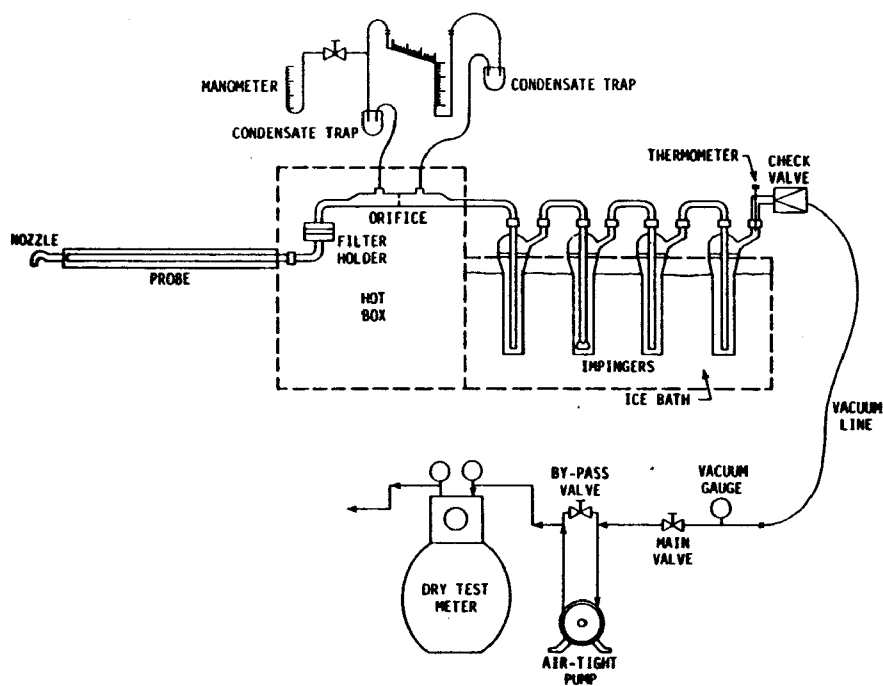 MANOMETER
CONDENSATE TRAP
CONDENSATE TRAP
THERMOMETER
CHECK
VALVE
ORIFICE
NOZZLE
FILTER
HOLDER
PROBE
HOT
BOX
IMPINGERS
ICE BATH
VACUUM
LINE
BY-PASS
VALVE
VACUUM
GAUGE
MAIN
VALVE
DRY TEST
METER
AIR-TIGHT
PUMP